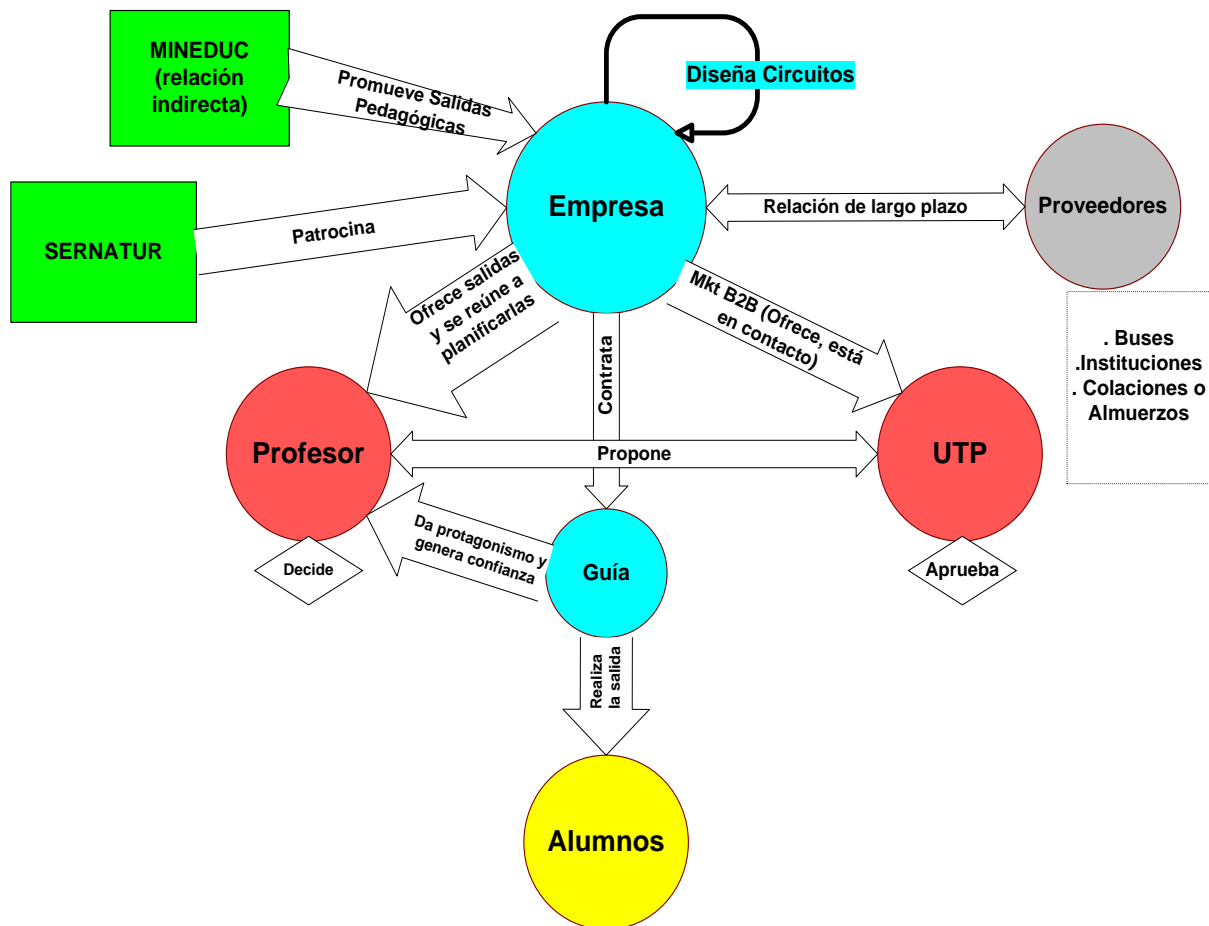 MINEDUC
(relación
indirecta)
Promueve Salidas
Pedagógicas
Diseña Circuitos
Empresa
Relación de largo plazo
Proveedores
SERNATUR
Patrocina
Ofrece salidas
y se reúne a
planificarlas
Contrata
Mkt B2B (Ofrece, está
en contacto)
. Buses
.Instituciones
. Colaciones o
Almuerzos
Profesor
Propone
UTP
Decide
Da protagonismo y
genera confianza
Guía
Aprueba
Realiza
la salida
Alumnos